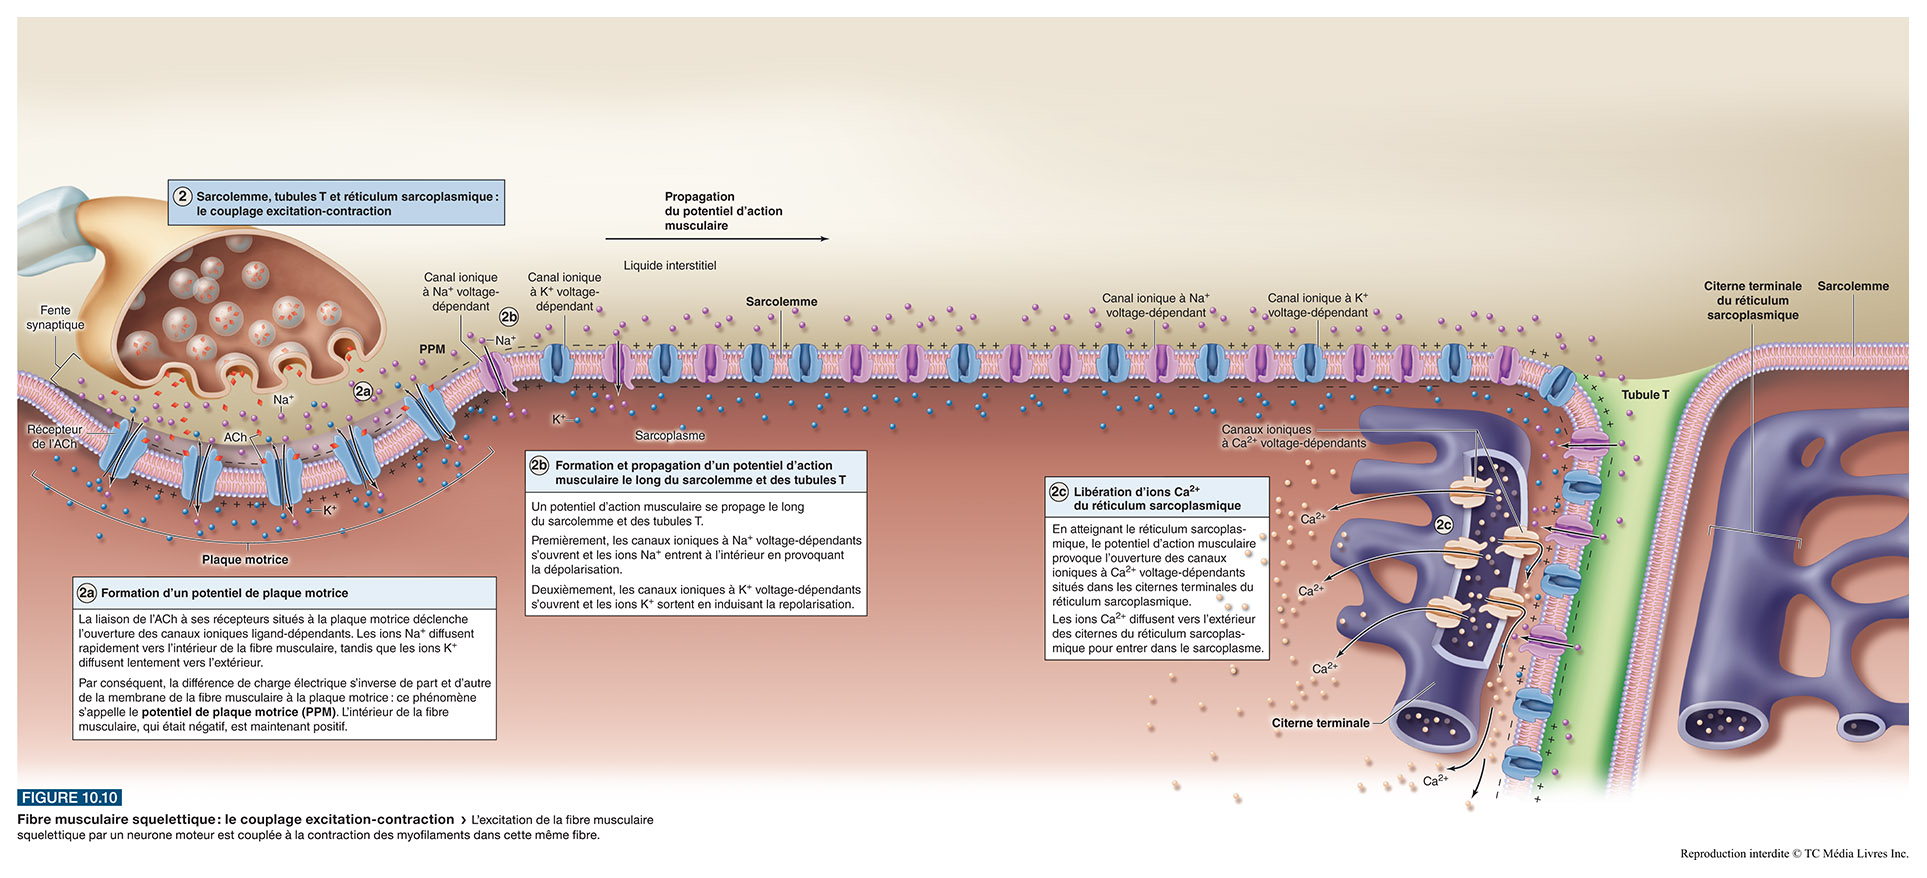 2 Sarcolemme, tubules T et réticulum sarcoplasmique :
le couplage excitation-contraction
Propagation
du potentiel d'action
musculaire
Liquide interstitiel
Fente
synaptique
Canal ionique
à Na⁺ voltage-
dépendant
2b
Canal ionique
à K⁺ voltage-
dépendant
Sarcolemme
Canal ionique à Na⁺
voltage-dépendant
Canal ionique à K⁺
voltage-dépendant
Citerne terminale
du réticulum
sarcoplasmique
Sarcolemme
PPM
Na⁺
2a
Na⁺
Récepteur
de l'ACh
ACh
K⁺
K⁺
Sarcoplasme
Plaque motrice
Tubule T
Canaux ioniques
à Ca²⁺ voltage-dépendants
2c
Ca²⁺
Ca²⁺
Ca²⁺
Citerne terminale
Ca²⁺
2a Formation d'un potentiel de plaque motrice
La liaison de l'ACh à ses récepteurs situés à la plaque motrice déclenche
l'ouverture des canaux ioniques ligand-dépendants. Les ions Na⁺ diffusent
rapidement vers l'intérieur de la fibre musculaire, tandis que les ions K⁺
diffusent lentement vers l'extérieur.
Par conséquent, la différence de charge électrique s'inverse de part et d'autre
de la membrane de la fibre musculaire à la plaque motrice : ce phénomène
s'appelle le potentiel de plaque motrice (PPM). L'intérieur de la fibre
musculaire, qui était négatif, est maintenant positif.
2b Formation et propagation d'un potentiel d'action
musculaire le long du sarcolemme et des tubules T
Un potentiel d'action musculaire se propage le long
du sarcolemme et des tubules T.
Premièrement, les canaux ioniques à Na⁺ voltage-dépendants
s'ouvrent et les ions Na⁺ entrent à l'intérieur en provoquant
la dépolarisation.
Deuxièmement, les canaux ioniques à K⁺ voltage-dépendants
s'ouvrent et les ions K⁺ sortent en induisant la repolarisation.
2c Libération d'ions Ca²⁺
du réticulum sarcoplasmique
En atteignant le réticulum sarcoplas-
mique, le potentiel d'action musculaire
provoque l'ouverture des canaux
ioniques à Ca²⁺ voltage-dépendants
situés dans les citernes terminales du
réticulum sarcoplasmique.
Les ions Ca²⁺ diffusent vers l'extérieur
des citernes du réticulum sarcoplas-
mique pour entrer dans le sarcoplasme.
FIGURE 10.10
Fibre musculaire squelettique : le couplage excitation-contraction › L'excitation de la fibre musculaire
squelettique par un neurone moteur est couplée à la contraction des myofilaments dans cette même fibre.
Reproduction interdite © TC Média Livres Inc.